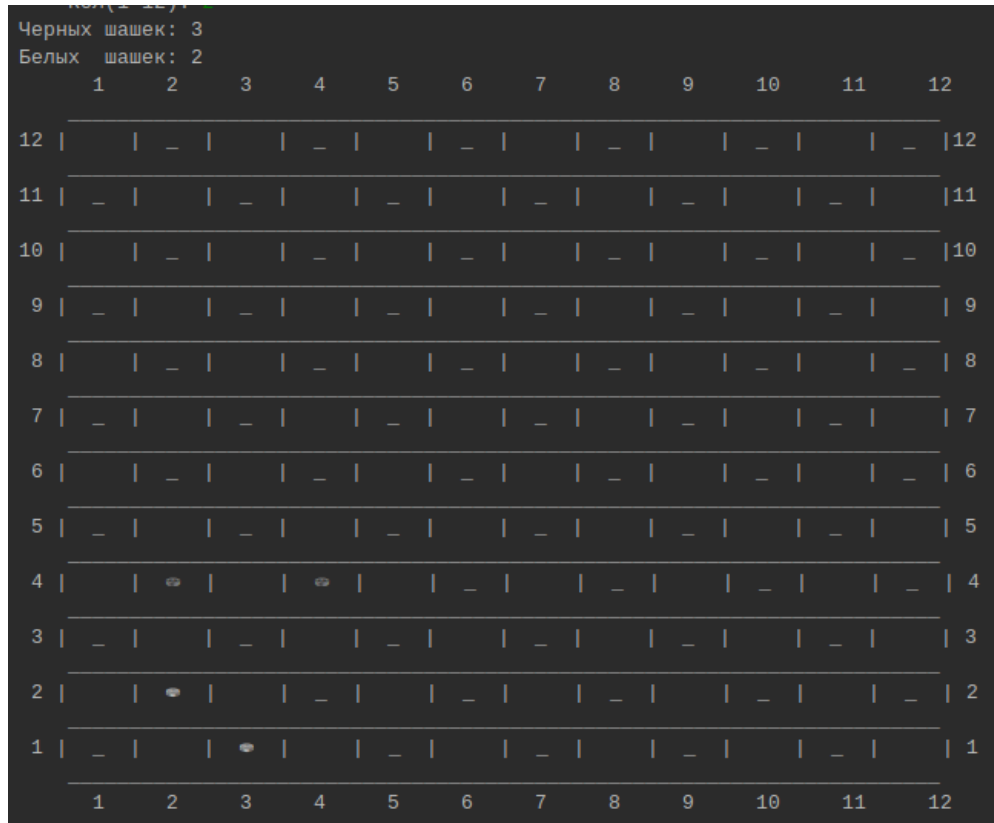 Черных шашек: 3
Белых  шашек: 2
1 2 3 4 5 6 7 8 9 10 11 12
12 |     | _ |     | _ |     | _ |     | _ |     | _ |     | _ |12
11 | _ |     | _ |     | _ |     | _ |     | _ |     | _ |     |11
10 |     | _ |     | _ |     | _ |     | _ |     | _ |     | _ |10
9 | _ |     | _ |     | _ |     | _ |     | _ |     | _ |     | 9
8 |     | _ |     | _ |     | _ |     | _ |     | _ |     | _ | 8
7 | _ |     | _ |     | _ |     | _ |     | _ |     | _ |     | 7
6 |     | _ |     | _ |     | _ |     | _ |     | _ |     | _ | 6
5 | _ |     | _ |     | _ |     | _ |     | _ |     | _ |     | 5
4 |     | ⛂ |     | ⛂ |     | _ |     | _ |     | _ |     | _ | 4
3 | _ |     | _ |     | _ |     | _ |     | _ |     | _ |     | 3
2 |     | ⛂ |     | _ |     | _ |     | _ |     | _ |     | _ | 2
1 | _ |     | ⛂ |     | _ |     | _ |     | _ |     | _ |     | 1
1 2 3 4 5 6 7 8 9 10 11 12